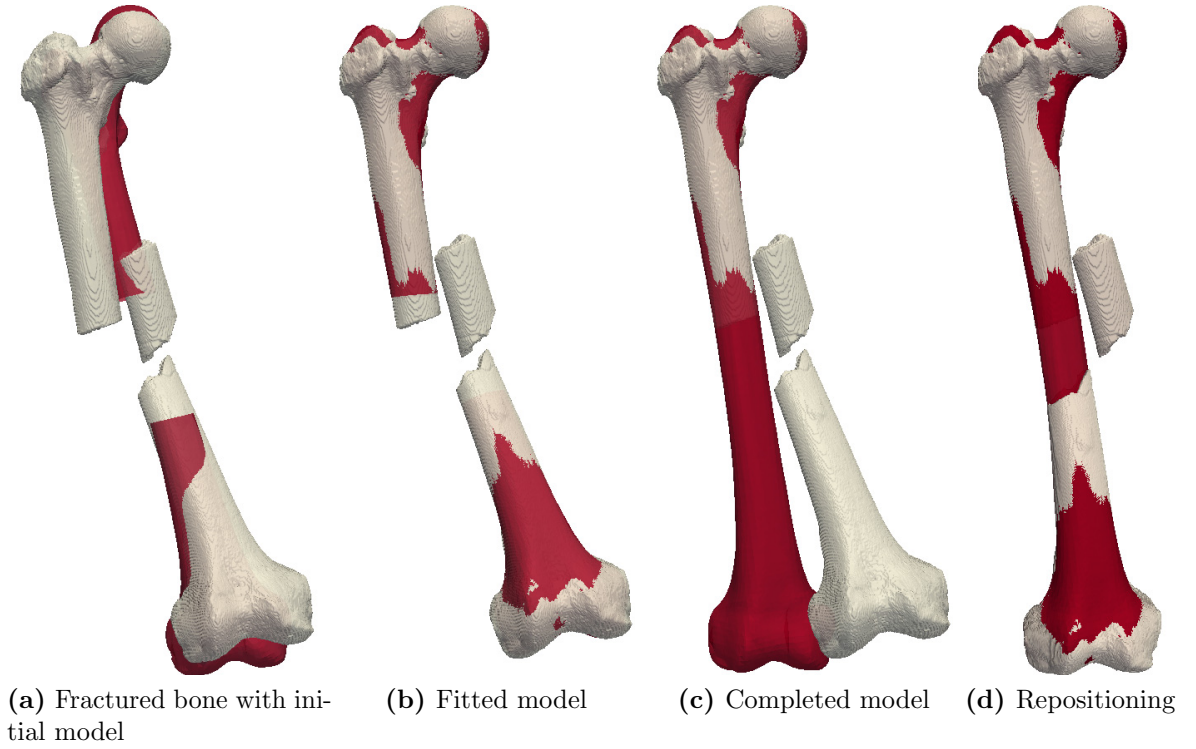 (a) Fractured bone with ini-
tial model
(b) Fitted model
(c) Completed model
(d) Repositioning